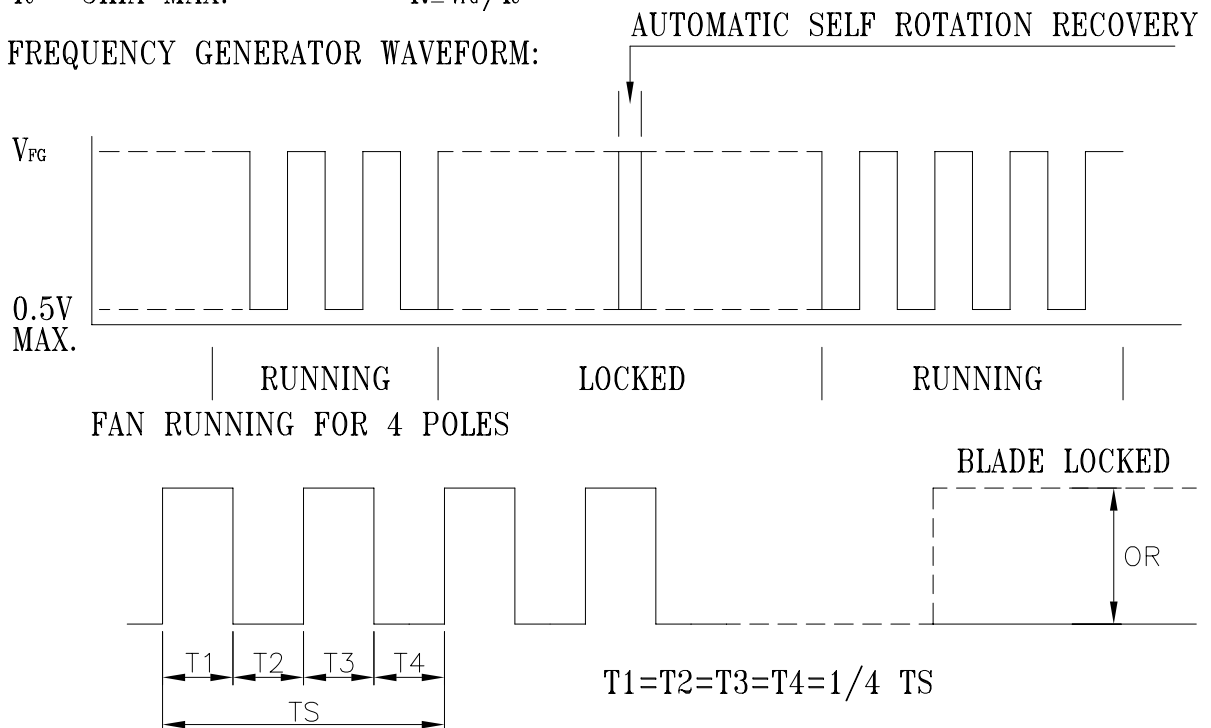 AUTOMATIC SELF ROTATION RECOVERY
FREQUENCY GENERATOR WAVEFORM:
VFG
0.5V
MAX.
RUNNING LOCKED RUNNING
FAN RUNNING FOR 4 POLES
BLADE LOCKED
OR
T1 T2 T3 T4
T1=T2=T3=T4=1/4 TS
TS